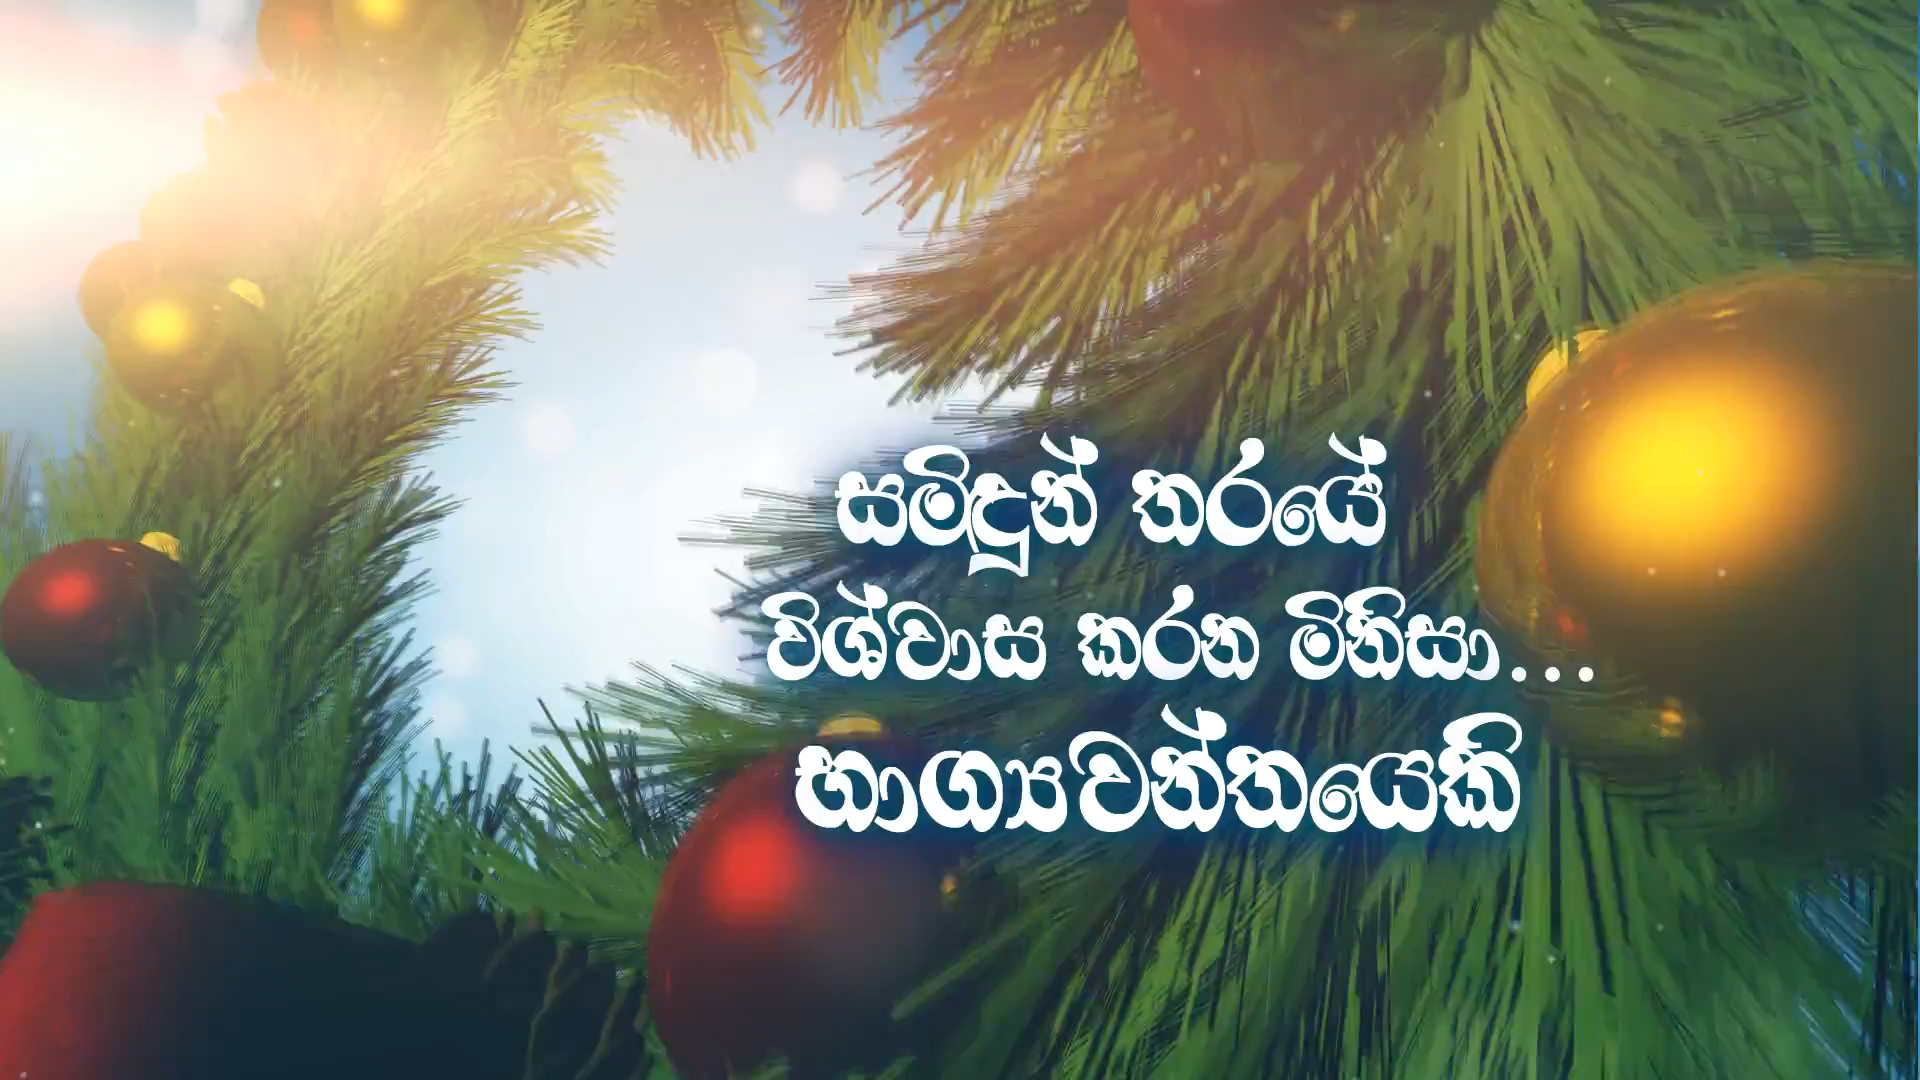 සමිඳුන් තරයේ
විශ්වාස කරන මිනිසා...
භාග්‍යවන්තයෙකි